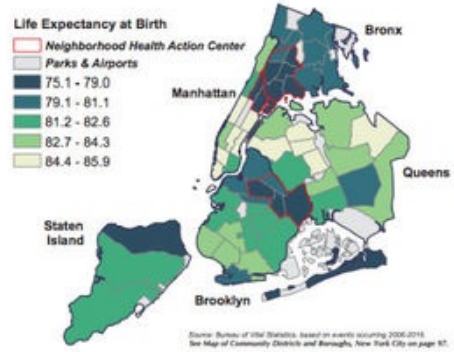 Life Expectancy at Birth
Neighborhood Health Action Center
Parks & Airports
75.1 - 79.0
79.1 - 81.1
81.2 - 82.6
82.7 - 84.3
84.4 - 85.9
Bronx
Manhattan
Queens
Staten
Island
Brooklyn
Source: Bureau of Vital Statistics, based on events occurring 2006-2015.
See Map of Community Districts and Boroughs, New York City on page 97.